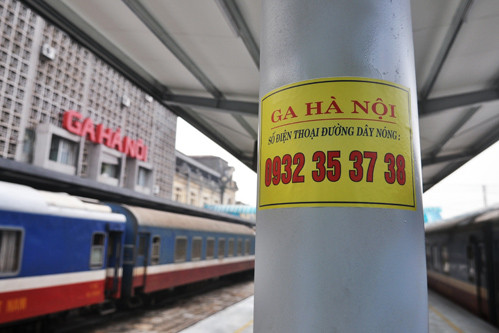 GA HÀ NỘI
GA HÀ NỘI
SỐ ĐIỆN THOẠI ĐƯỜNG DÂY NÓNG :
0932 35 37 38